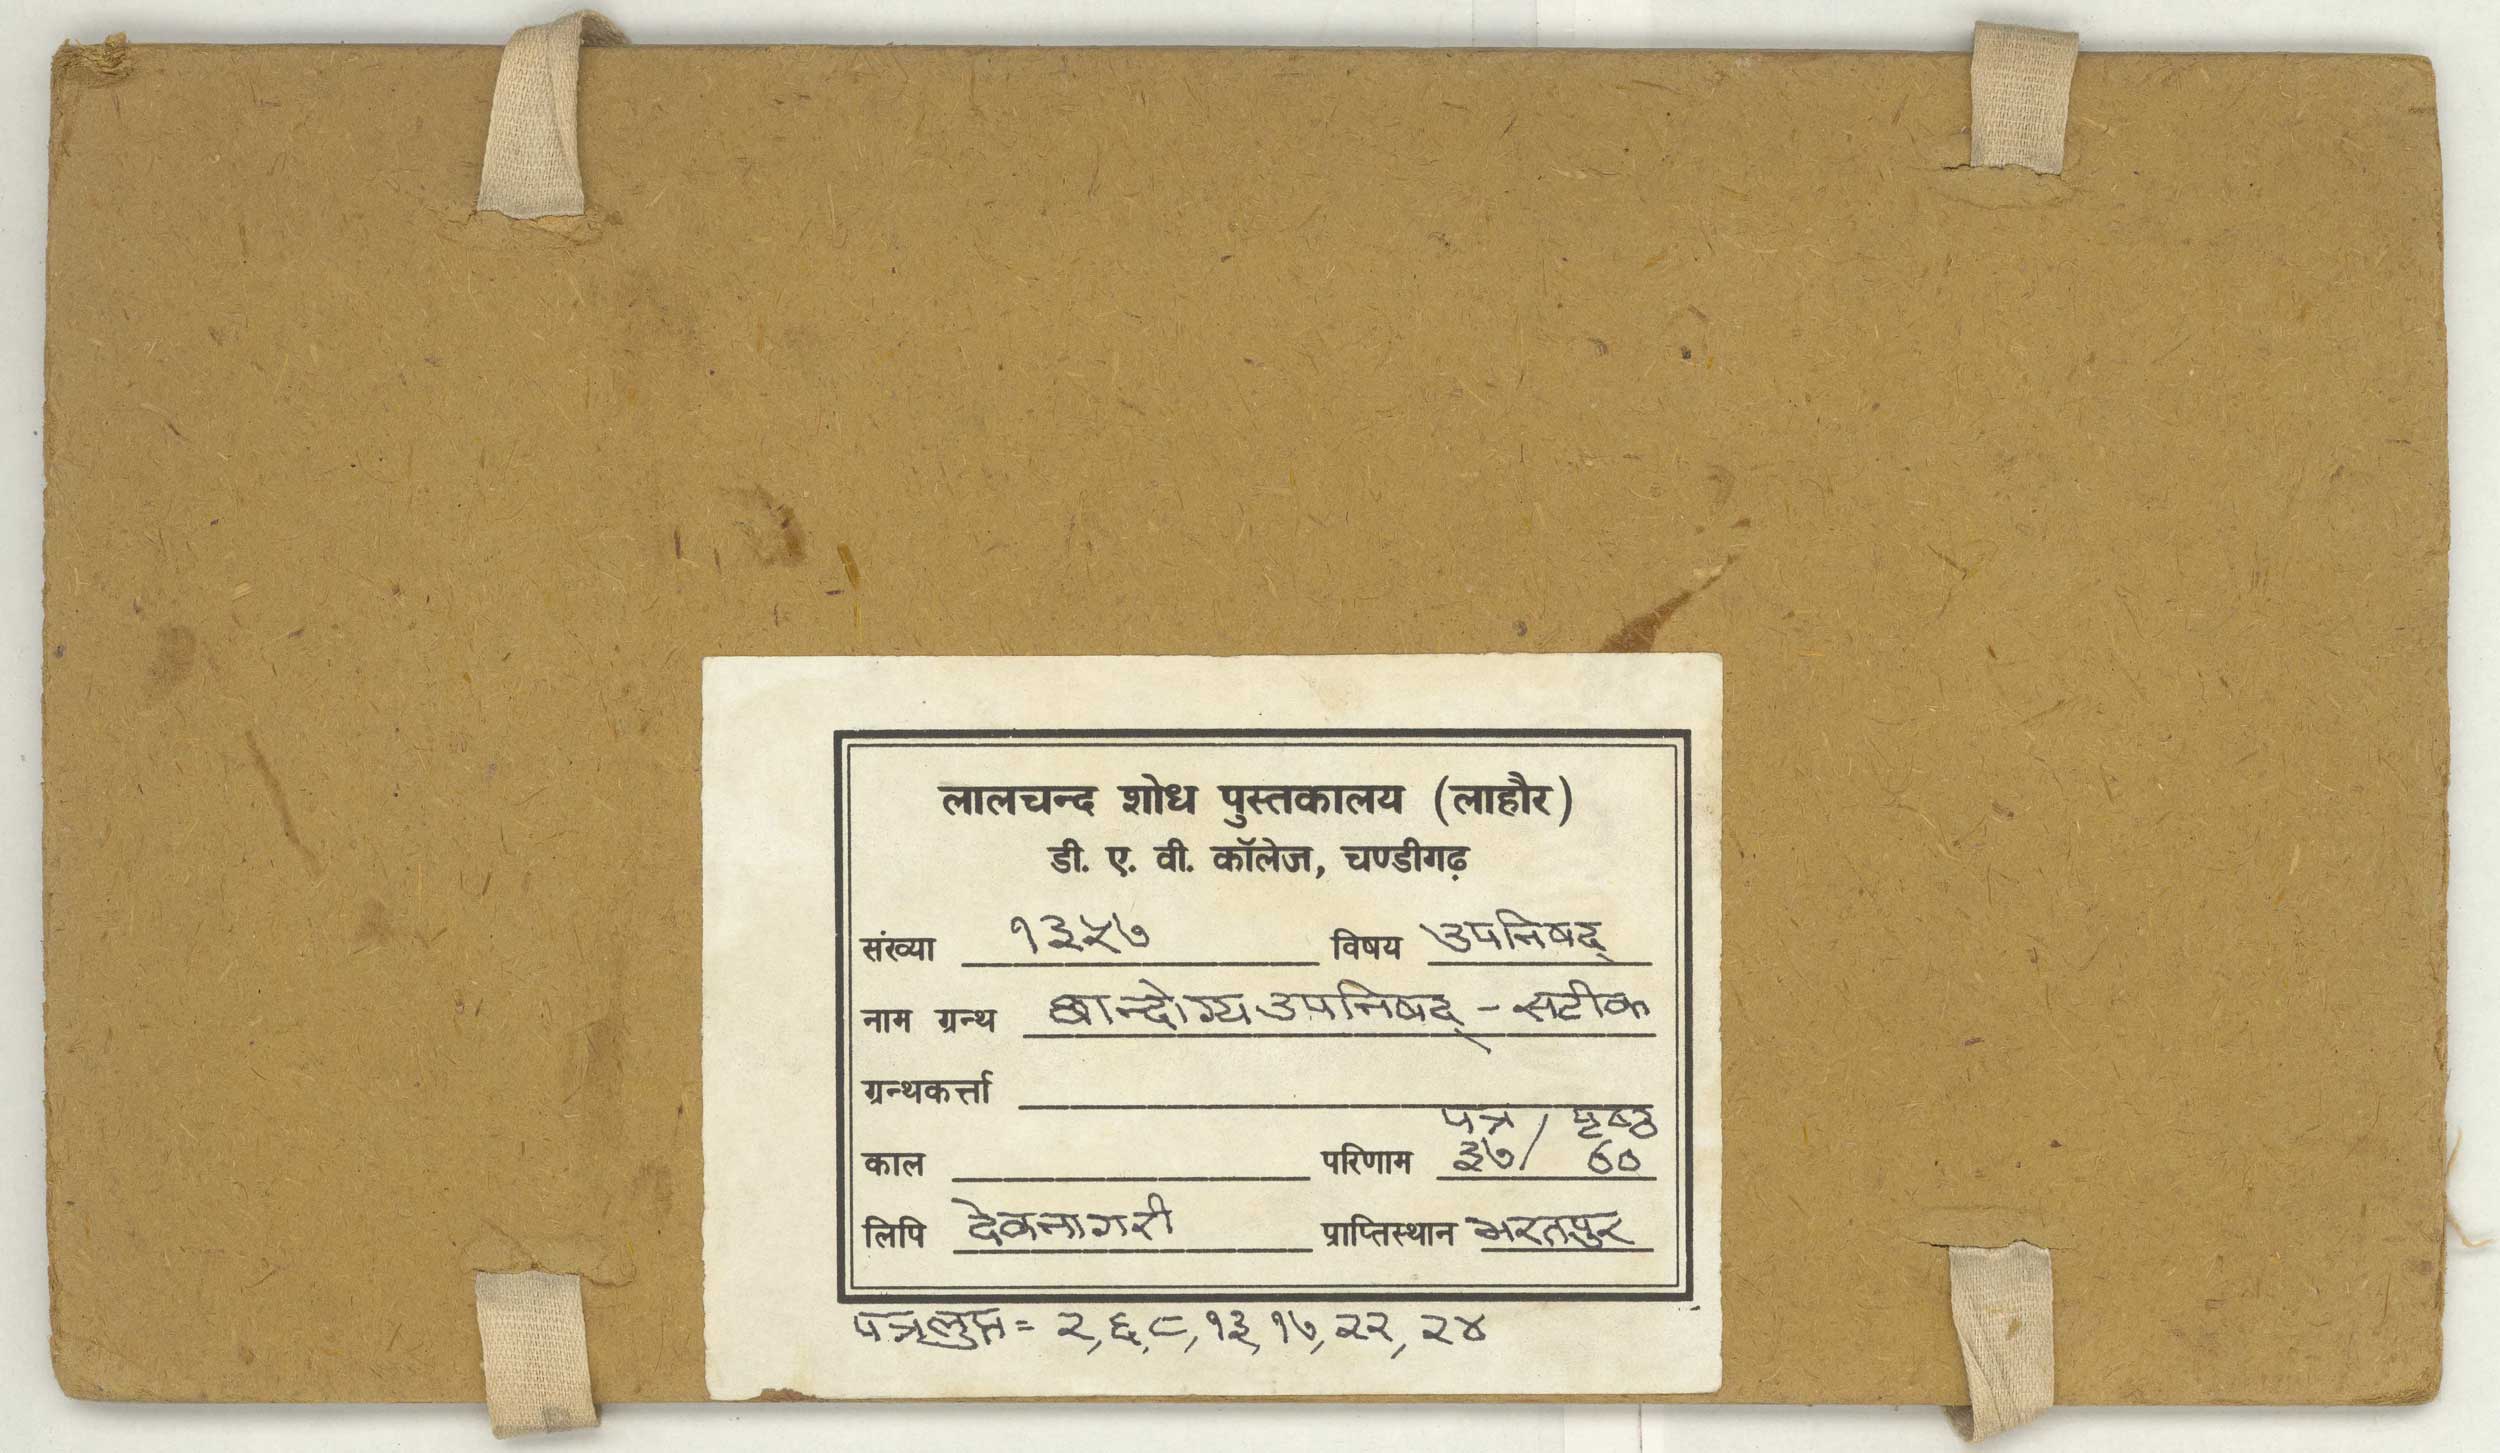 लालचन्द शोध पुस्तकालय (लाहौर)
डी. ए. वी. कॉलेज, चण्डीगढ़
संख्या १३५७ विषय उपनिषद्
नाम ग्रन्थ छान्दोग्य उपनिषद् - सटीक
ग्रन्थकर्त्ता
पत्र / पृष्ठ
काल परिणाम ३७/ ६०
लिपि देवनागरी प्राप्तिस्थान भरतपुर
पत्रलुप्त = २, ६, ८, १३, १७, २२, २४